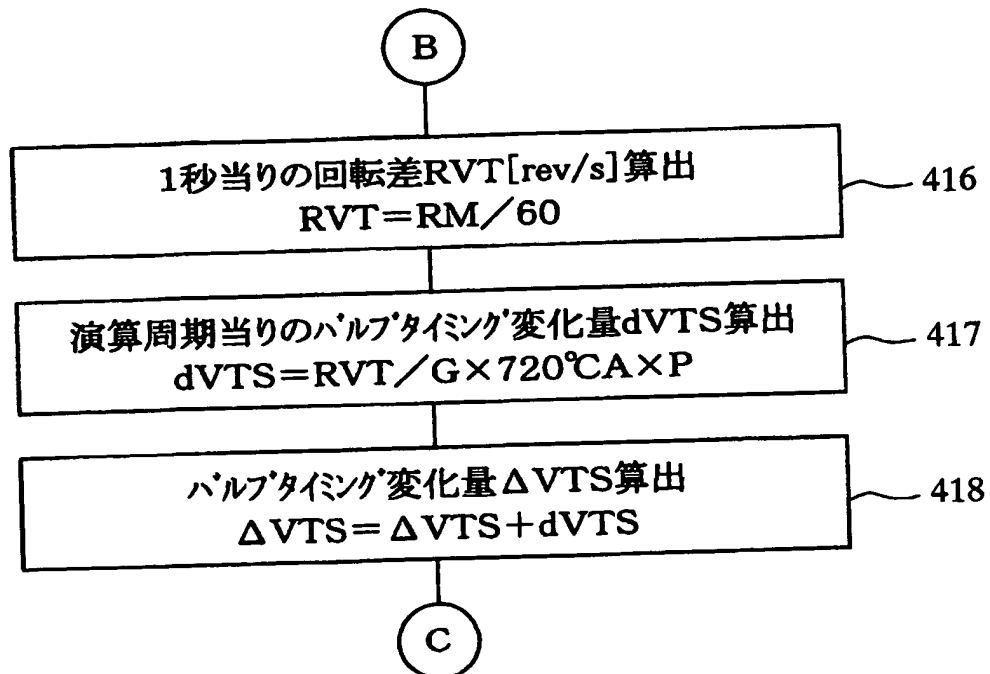 B
1秒当りの回転差RVT[rev/s]算出
RVT=RM/60
416
演算周期当りのバルブタイミング変化量dVTS算出
dVTS=RVT/G×720℃A×P
417
バルブタイミング変化量ΔVTS算出
ΔVTS=ΔVTS+dVTS
418
C